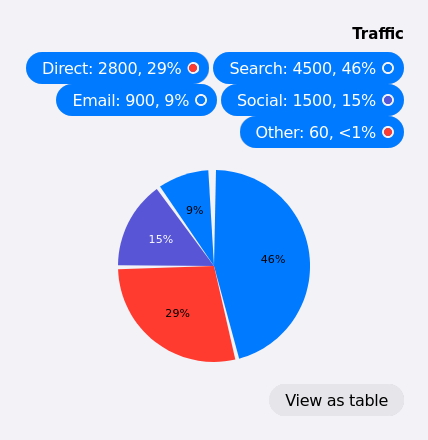 Traffic
Search: 4500, 46%
Direct: 2800, 29%
Social: 1500, 15%
Email: 900, 9%
Other: 60, <1%
9%
15%
46%
29%
View as table